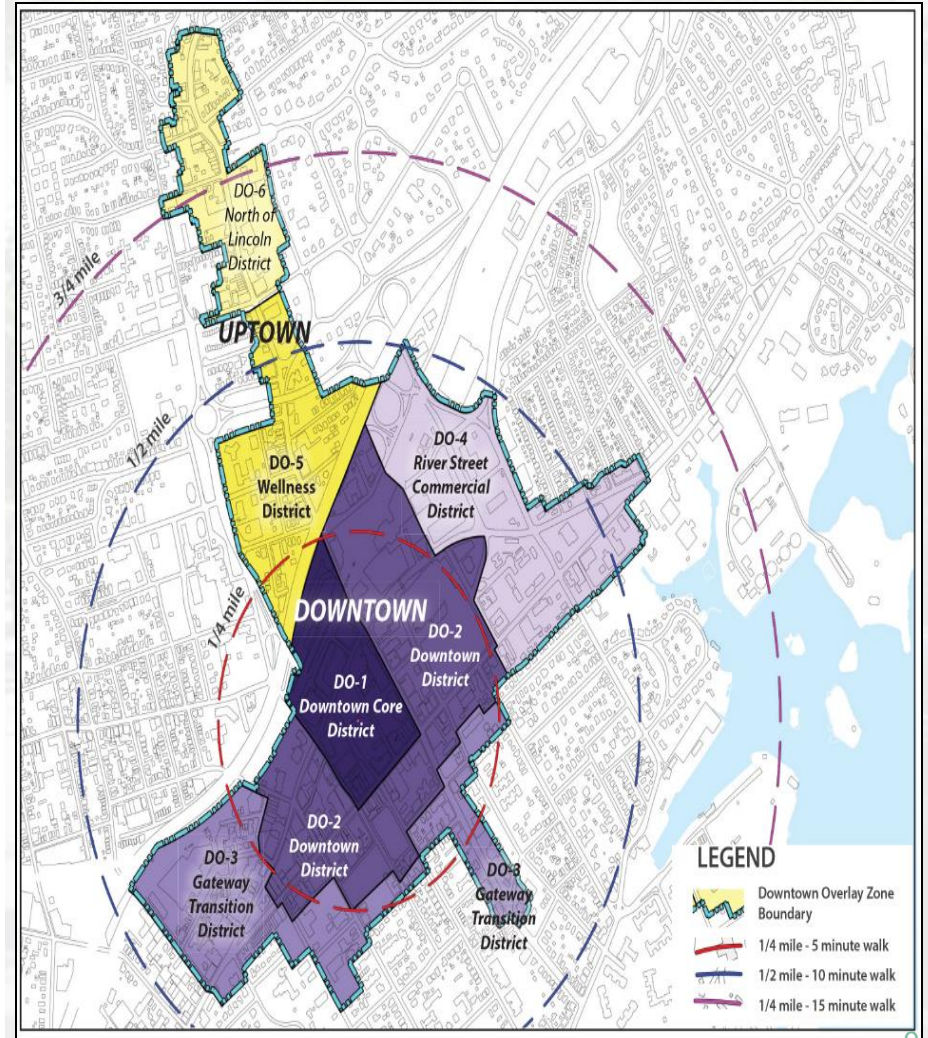 DO-6
North of
Lincoln
District
3/4 mile
UPTOWN
1/2 mile
DO-4
River Street
Commercial
District
DO-5
Wellness
District
1/4 mile
DOWNTOWN
DO-2
Downtown
District
DO-1
Downtown Core
District
DO-2
Downtown
District
DO-3
Gateway
Transition
District
DO-3
Gateway
Transition
District
LEGEND
Downtown Overlay Zone
Boundary
1/4 mile - 5 minute walk
1/2 mile - 10 minute walk
1/4 mile - 15 minute walk